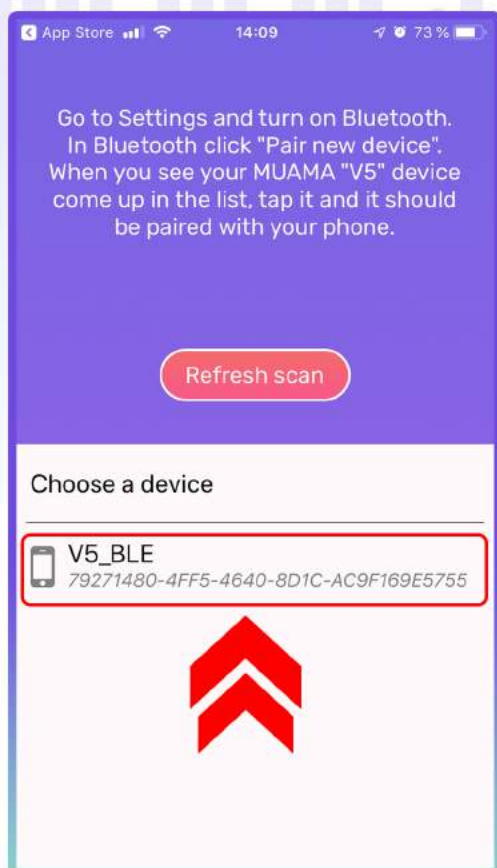 App Store 14:09 73 %
Go to Settings and turn on Bluetooth.
In Bluetooth click "Pair new device".
When you see your MUAMA "V5" device
come up in the list, tap it and it should
be paired with your phone.
Refresh scan
Choose a device
V5_BLE
79271480-4FF5-4640-8D1C-AC9F169E5755